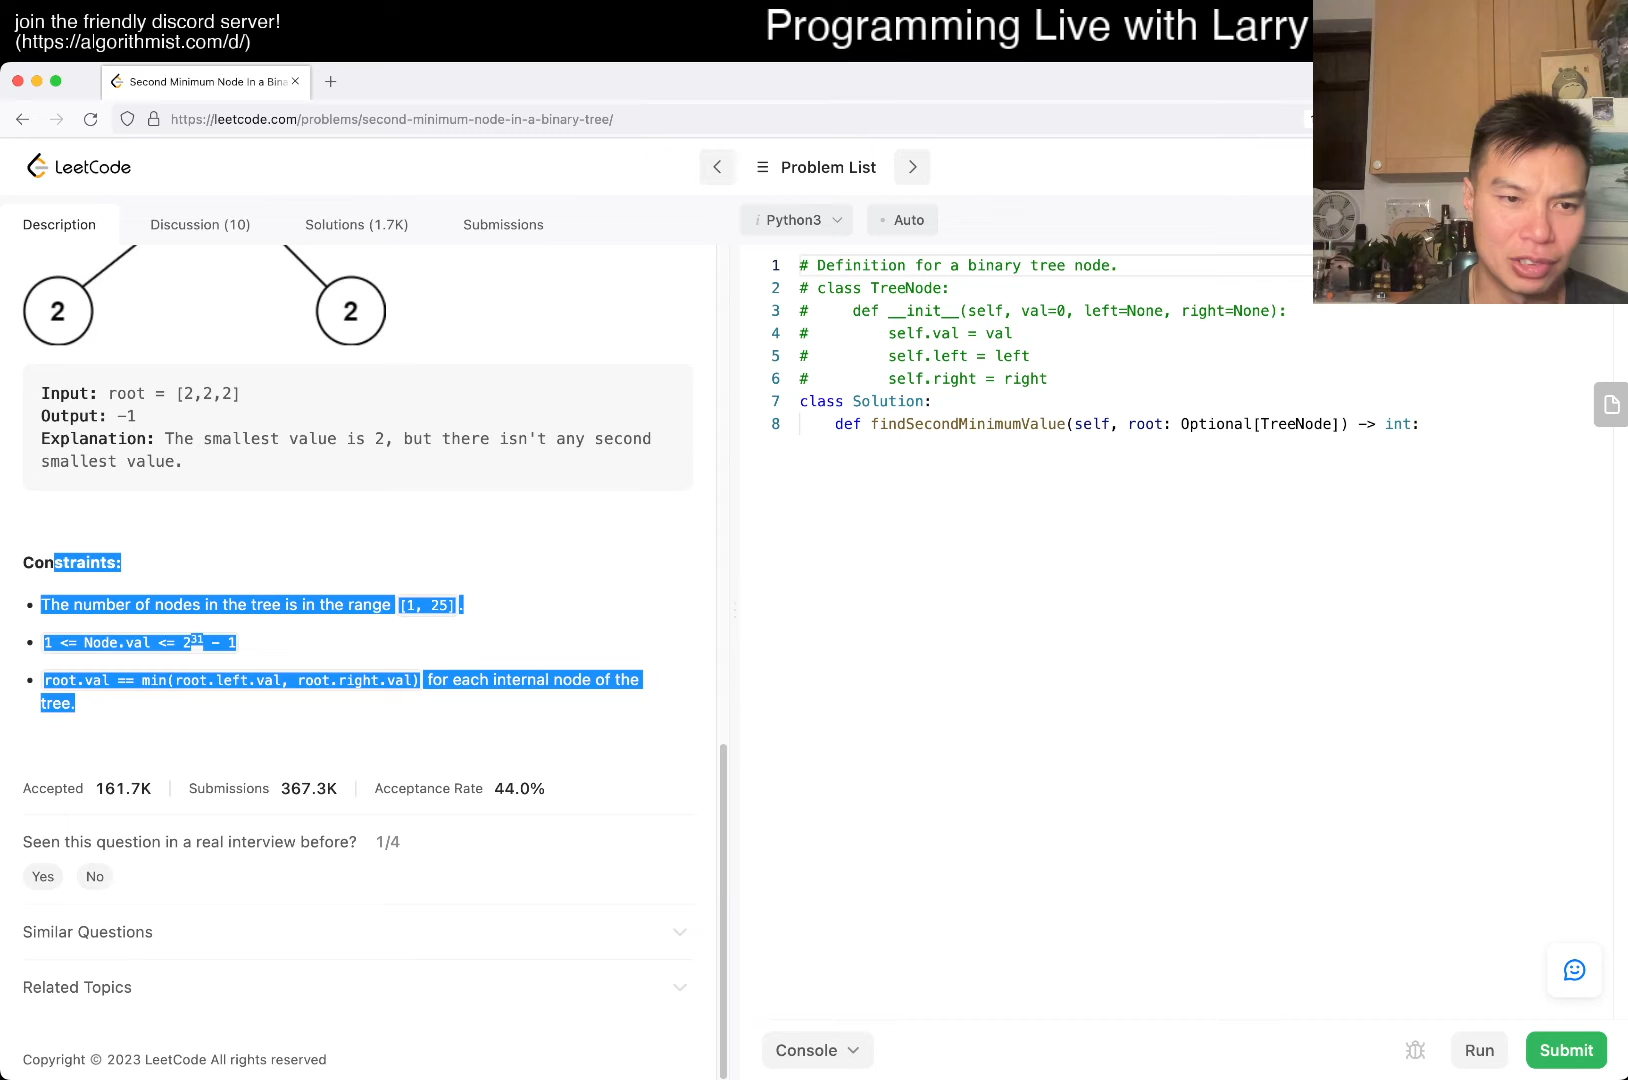 join the friendly discord server!
(https://algorithmist.com/d/)
Programming Live with Larry
Second Minimum Node In a Bina
https://leetcode.com/problems/second-minimum-node-in-a-binary-tree/
LeetCode
Problem List
Description
Discussion (10)
Solutions (1.7K)
Submissions
2
2
Input: root = [2,2,2]
Output: -1
Explanation: The smallest value is 2, but there isn't any second
smallest value.
Constraints:
• The number of nodes in the tree is in the range [1, 25].
• 1 <= Node.val <= 2³¹ - 1
• root.val == min(root.left.val, root.right.val) for each internal node of the
tree.
Accepted 161.7K | Submissions 367.3K | Acceptance Rate 44.0%
Seen this question in a real interview before? 1/4
Yes No
Similar Questions
Related Topics
Copyright © 2023 LeetCode All rights reserved
i Python3
• Auto
1 # Definition for a binary tree node.
2 # class TreeNode:
3 #     def __init__(self, val=0, left=None, right=None):
4 #         self.val = val
5 #         self.left = left
6 #         self.right = right
7 class Solution:
8     def findSecondMinimumValue(self, root: Optional[TreeNode]) -> int:
Console
Run
Submit